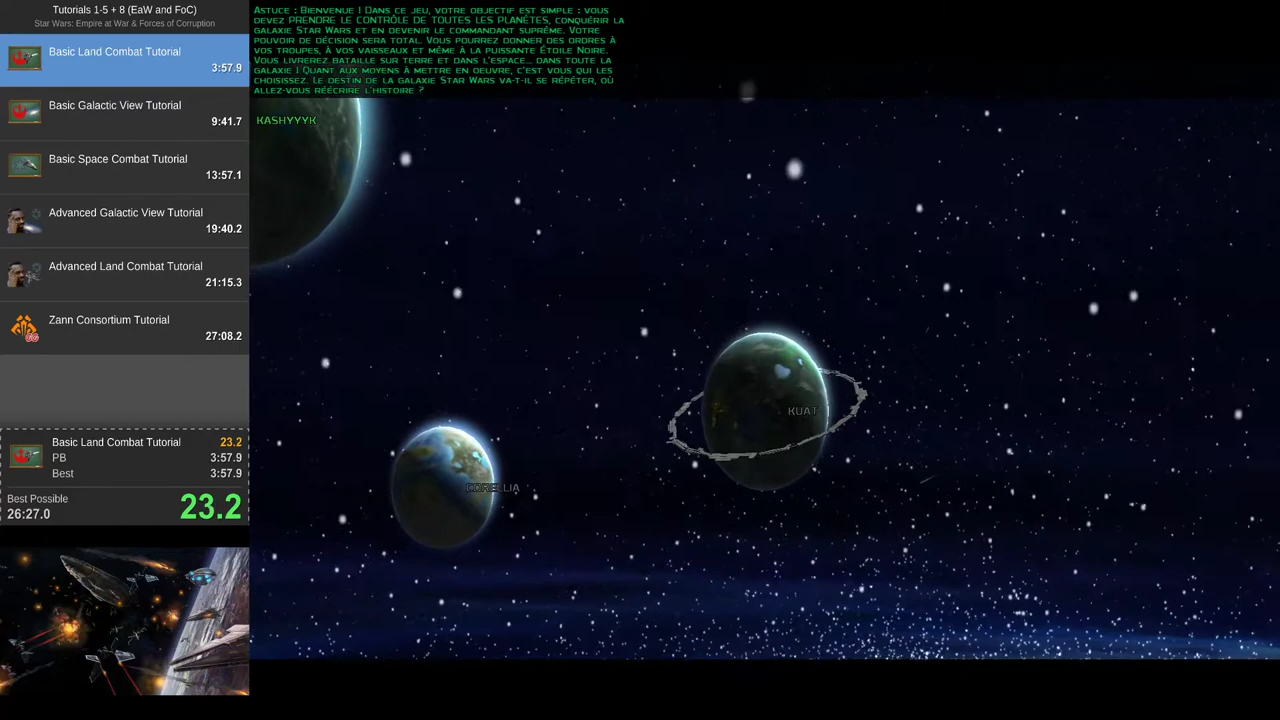 Tutorials 1-5 + 8 (EaW and FoC)
Star Wars: Empire at War & Forces of Corruption
Basic Land Combat Tutorial
3:57.9
Basic Galactic View Tutorial
9:41.7
Basic Space Combat Tutorial
13:57.1
Advanced Galactic View Tutorial
19:40.2
Advanced Land Combat Tutorial
21:15.3
Zann Consortium Tutorial
27:08.2
Basic Land Combat Tutorial 23.2
PB 3:57.9
Best 3:57.9
Best Possible
26:27.0
23.2
Astuce : Bienvenue ! Dans ce jeu, votre objectif est simple : vous
devez PRENDRE LE CONTRÔLE DE TOUTES LES PLANÈTES, conquérir la
galaxie Star Wars et en devenir le commandant suprême. Votre
pouvoir de décision sera total. Vous pourrez donner des ordres à
vos troupes, à vos vaisseaux et même à la puissante Étoile Noire.
Vous livrerez bataille sur terre et dans l'espace... dans toute la
galaxie ! Quant aux moyens à mettre en oeuvre, c'est vous qui les
choisissez. Le destin de la galaxie Star Wars va-t-il se répéter, ou
allez-vous réécrire l'histoire ?
KASHYYYK
KUAT
CORELLIA